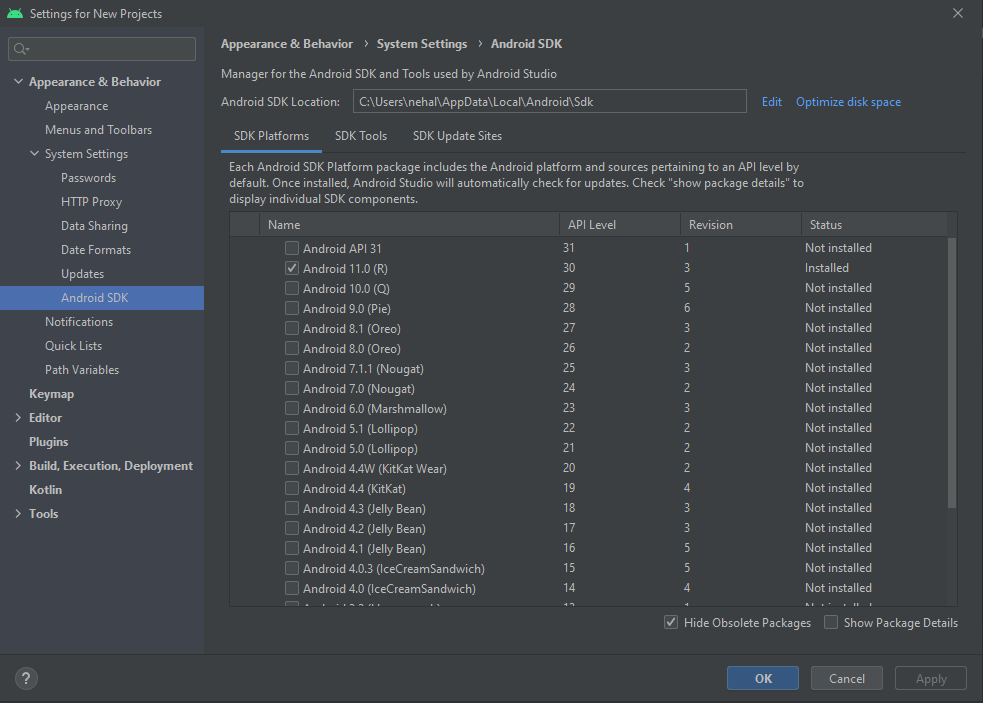 Settings for New Projects
Appearance & Behavior
Appearance
Menus and Toolbars
System Settings
Passwords
HTTP Proxy
Data Sharing
Date Formats
Updates
Android SDK
Notifications
Quick Lists
Path Variables
Keymap
Editor
Plugins
Build, Execution, Deployment
Kotlin
Tools
Appearance & Behavior › System Settings › Android SDK
Manager for the Android SDK and Tools used by Android Studio
Android SDK Location: C:\Users\nehal\AppData\Local\Android\Sdk Edit Optimize disk space
SDK Platforms SDK Tools SDK Update Sites
Each Android SDK Platform package includes the Android platform and sources pertaining to an API level by
default. Once installed, Android Studio will automatically check for updates. Check "show package details" to
display individual SDK components.
Name API Level Revision Status
Android API 31 31 1 Not installed
Android 11.0 (R) 30 3 Installed
Android 10.0 (Q) 29 5 Not installed
Android 9.0 (Pie) 28 6 Not installed
Android 8.1 (Oreo) 27 3 Not installed
Android 8.0 (Oreo) 26 2 Not installed
Android 7.1.1 (Nougat) 25 3 Not installed
Android 7.0 (Nougat) 24 2 Not installed
Android 6.0 (Marshmallow) 23 3 Not installed
Android 5.1 (Lollipop) 22 2 Not installed
Android 5.0 (Lollipop) 21 2 Not installed
Android 4.4W (KitKat Wear) 20 2 Not installed
Android 4.4 (KitKat) 19 4 Not installed
Android 4.3 (Jelly Bean) 18 3 Not installed
Android 4.2 (Jelly Bean) 17 3 Not installed
Android 4.1 (Jelly Bean) 16 5 Not installed
Android 4.0.3 (IceCreamSandwich) 15 5 Not installed
Android 4.0 (IceCreamSandwich) 14 4 Not installed
Hide Obsolete Packages Show Package Details
? OK Cancel Apply